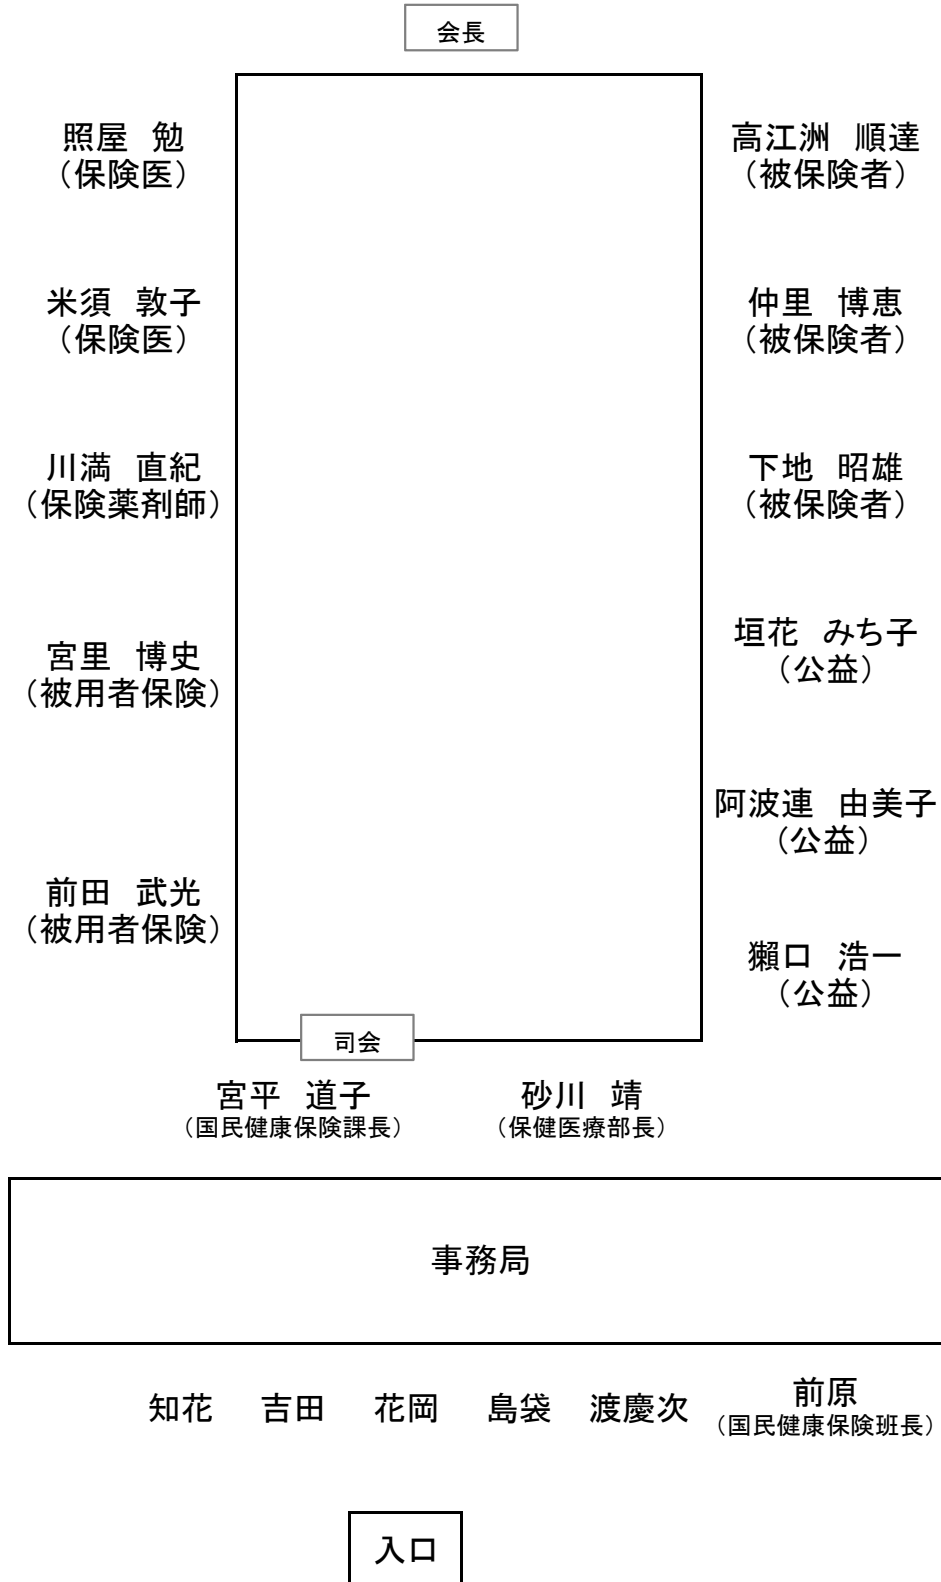 会長
照屋　勉
（保険医）
高江洲　順達
（被保険者）
米須　敦子
（保険医）
仲里　博恵
（被保険者）
川満　直紀
（保険薬剤師）
下地　昭雄
（被保険者）
宮里　博史
（被用者保険）
垣花　みち子
（公益）
阿波連　由美子
（公益）
前田　武光
（被用者保険）
獺口　浩一
（公益）
司会
宮平　道子
（国民健康保険課長）
砂川　靖
（保健医療部長）
事務局
知花　吉田　花岡　島袋　渡慶次　前原
（国民健康保険班長）
入口